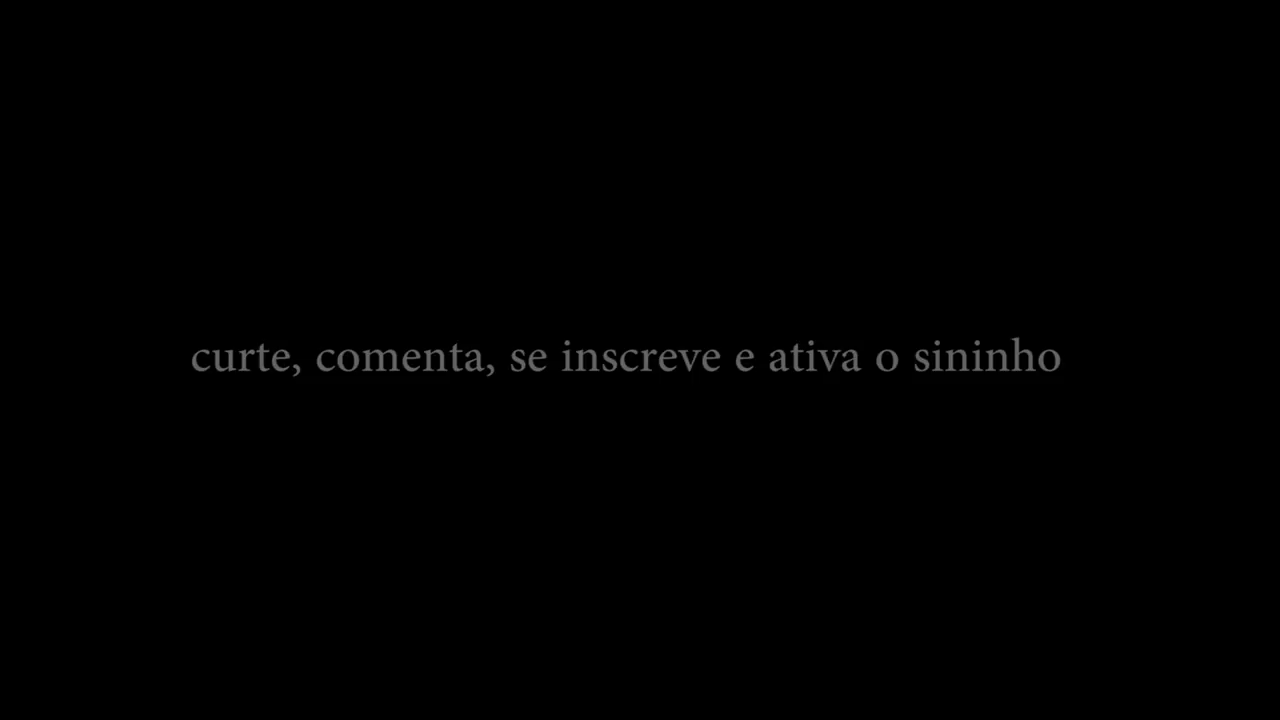 curte, comenta, se inscreve e ativa o sininho